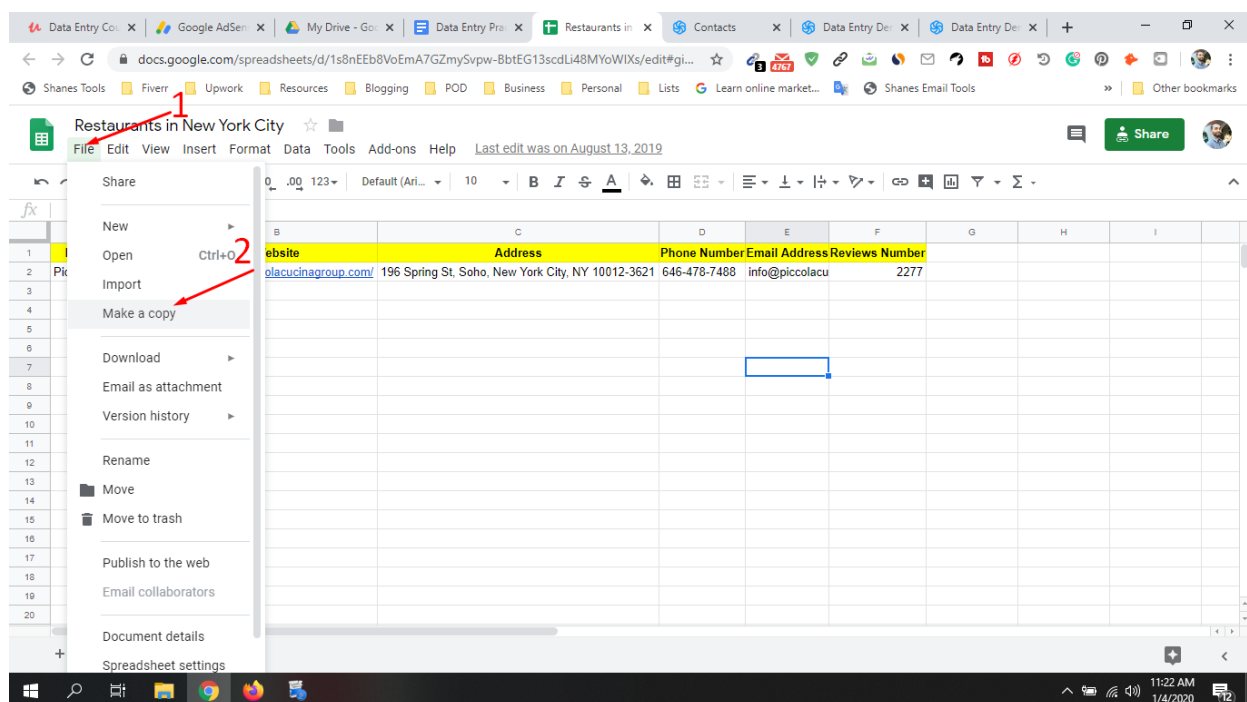 Data Entry Cou Google AdSen My Drive - Goo Data Entry Pra Restaurants in Contacts Data Entry De Data Entry De
docs.google.com/spreadsheets/d/1s8nEEb8VoEmA7GZmySvpw-BbtEG13scdLi48MYoWIXs/edit#gi... 3 4767
Shanes Tools Fiverr Upwork Resources Blogging POD Business Personal Lists Learn online market... Shanes Email Tools » Other bookmarks
1
Restaurants in New York City
File Edit View Insert Format Data Tools Add-ons Help Last edit was on August 13, 2019
Share
.00 123 Default (Ari... 10 B I S A
fx
Share
New
Open Ctrl+O
2
Import
Make a copy
Download
Email as attachment
Version history
Rename
Move
Move to trash
Publish to the web
Email collaborators
Document details
Spreadsheet settings
B C D E F G H I
1 ebsite Address Phone Number Email Address Reviews Number
2 Pic olacucinagroup.com/ 196 Spring St, Soho, New York City, NY 10012-3621 646-478-7488 info@piccolacu 2277
3
4
5
6
7
8
9
10
11
12
13
14
15
16
17
18
19
20
+
11:22 AM
1/4/2020
12